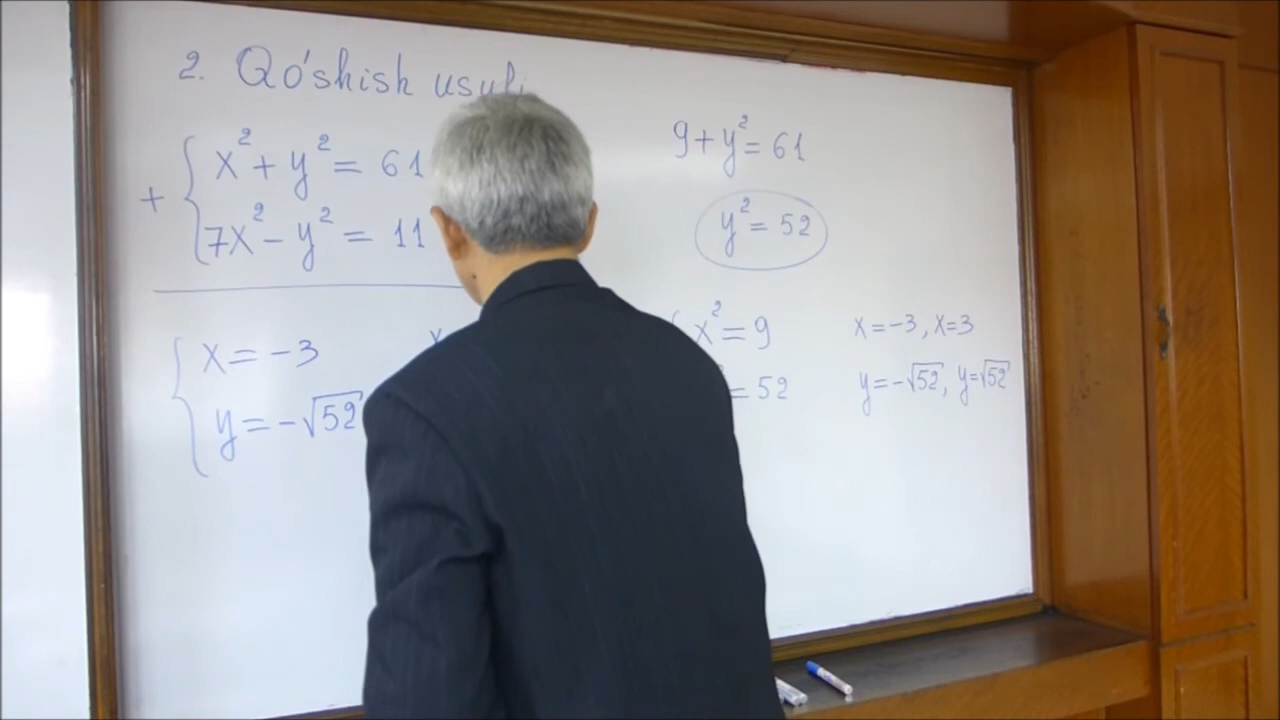 2. Qo'shish usuli
+ { x² + y² = 61
7x² - y² = 11
9 + y² = 61
y² = 52
{ x = -3
y = -√52
x² = 9
= 52
x = -3, x = 3
y = -√52, y = √52